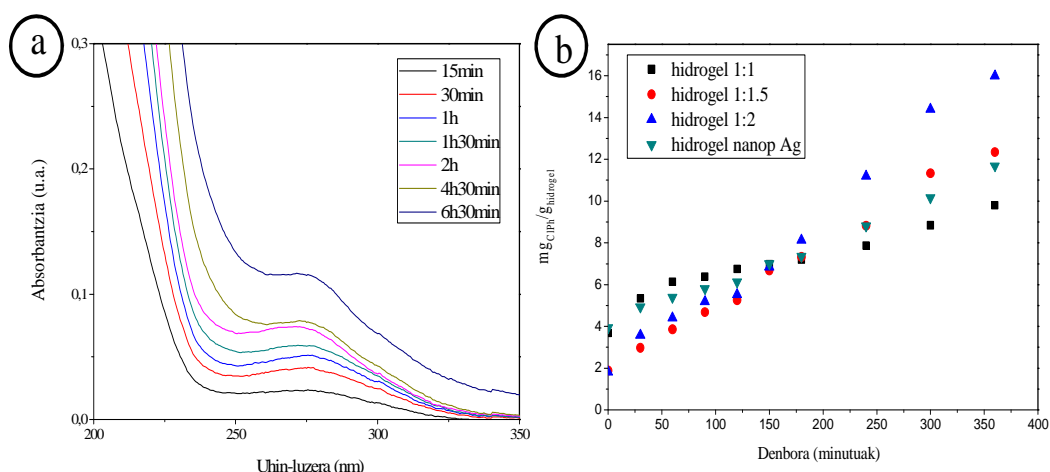 a
0,3
0,2
0,1
0,0
200
250
300
350
Absorbantzia (u.a.)
Uhin-luzera (nm)
15min
30min
1h
1h30min
2h
4h30min
6h30min
b
16
14
12
10
8
6
4
2
0
0
50
100
150
200
250
300
350
400
mg_ClPh/g_hidrogel
Denbora (minutuak)
hidrogel 1:1
hidrogel 1:1.5
hidrogel 1:2
hidrogel nanop Ag